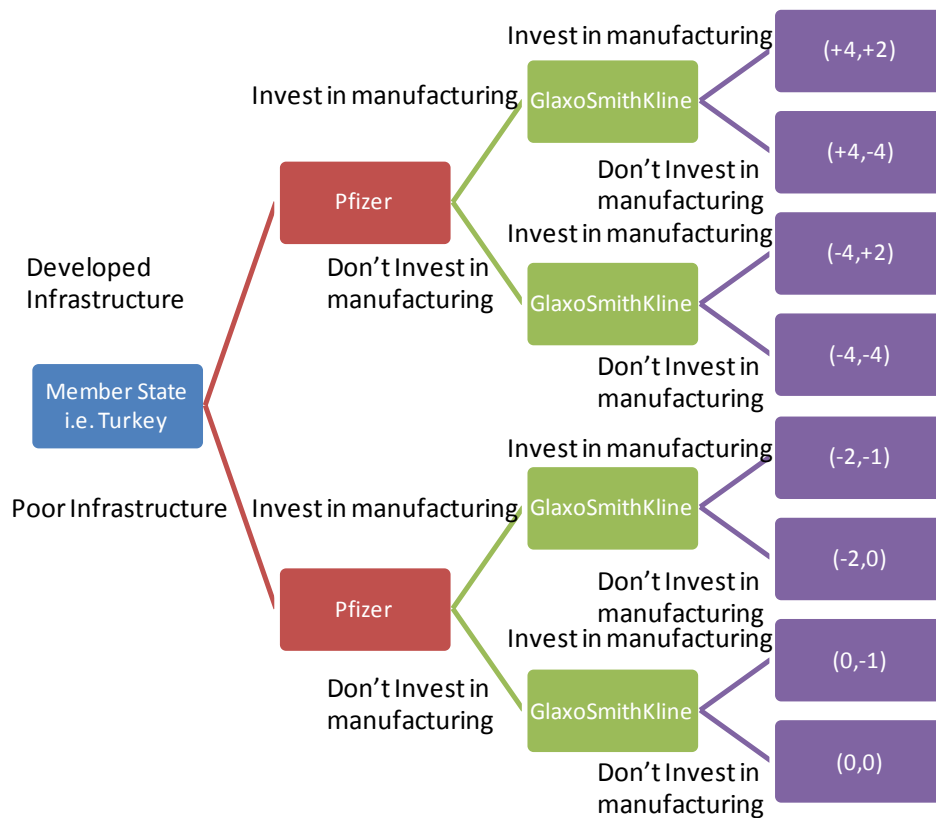 Invest in manufacturing
(+4,+2)
Invest in manufacturing
GlaxoSmithKline
(+4,-4)
Don’t Invest in
manufacturing
Pfizer
Invest in manufacturing
(-4,+2)
Developed
Infrastructure
Don’t Invest in
manufacturing
GlaxoSmithKline
(-4,-4)
Don’t Invest in
manufacturing
Member State
i.e. Turkey
Invest in manufacturing
(-2,-1)
Poor Infrastructure
Invest in manufacturing
GlaxoSmithKline
(-2,0)
Don’t Invest in
manufacturing
Pfizer
Invest in manufacturing
(0,-1)
Don’t Invest in
manufacturing
GlaxoSmithKline
(0,0)
Don’t Invest in
manufacturing